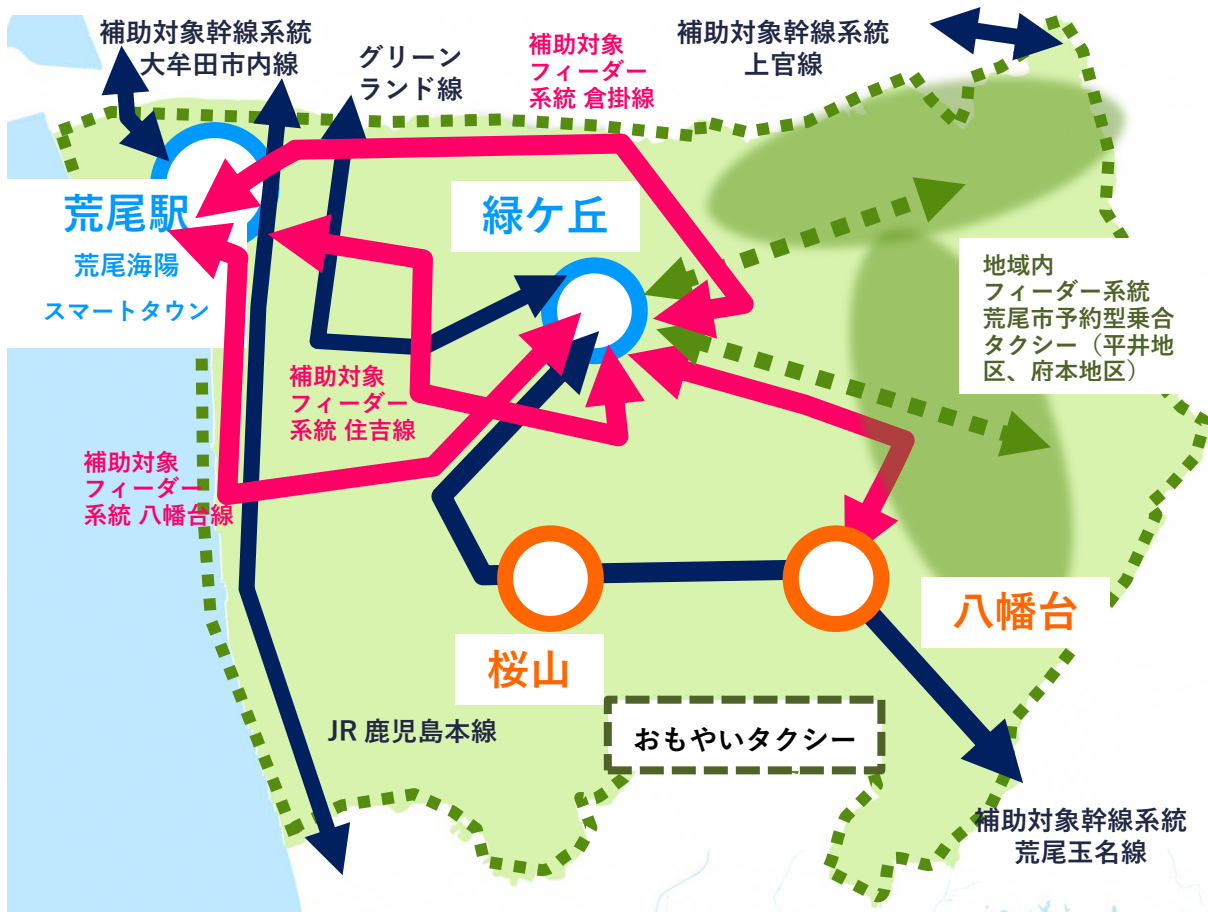 補助対象幹線系統
大牟田市内線
グリーン
ランド線
補助対象
フィーダー
系統 倉掛線
補助対象幹線系統
上官線
荒尾駅
荒尾海陽
スマートタウン
緑ケ丘
地域内
フィーダー系統
荒尾市予約型乗合
タクシー（平井地
区、府本地区）
補助対象
フィーダー
系統 住吉線
補助対象
フィーダー
系統 八幡台線
桜山
八幡台
JR 鹿児島本線
おもやいタクシー
補助対象幹線系統
荒尾玉名線